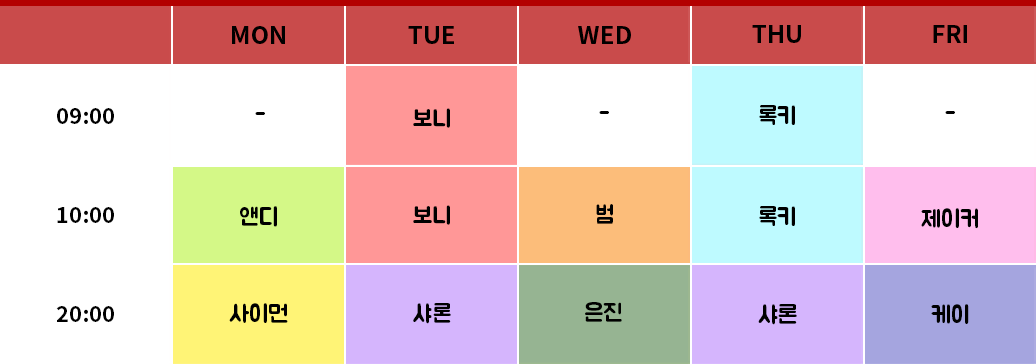 MON TUE WED THU FRI
09:00 - 보니 - 록키 -
10:00 앤디 보니 범 록키 제이커
20:00 사이먼 샤론 은진 샤론 케이